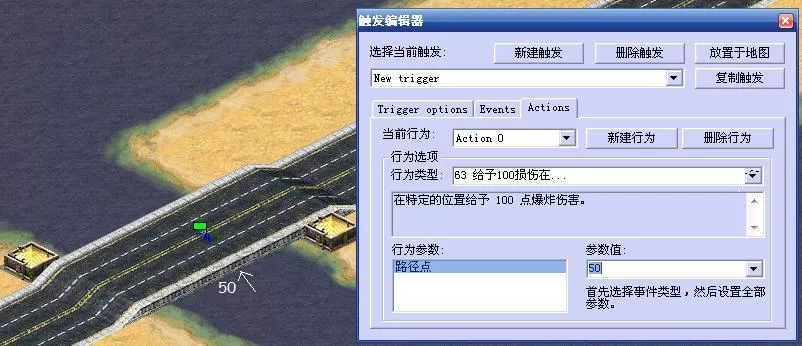 触发编辑器
选择当前触发:
新建触发
删除触发
放置于地图
New trigger
复制触发
Trigger options
Events
Actions
当前行为:
Action 0
新建行为
删除行为
行为选项
行为类型:
63 给予100损伤在...
在特定的位置给予 100 点爆炸伤害。
行为参数:
参数值:
路径点
50
首先选择事件类型，然后设置全部
参数。
50